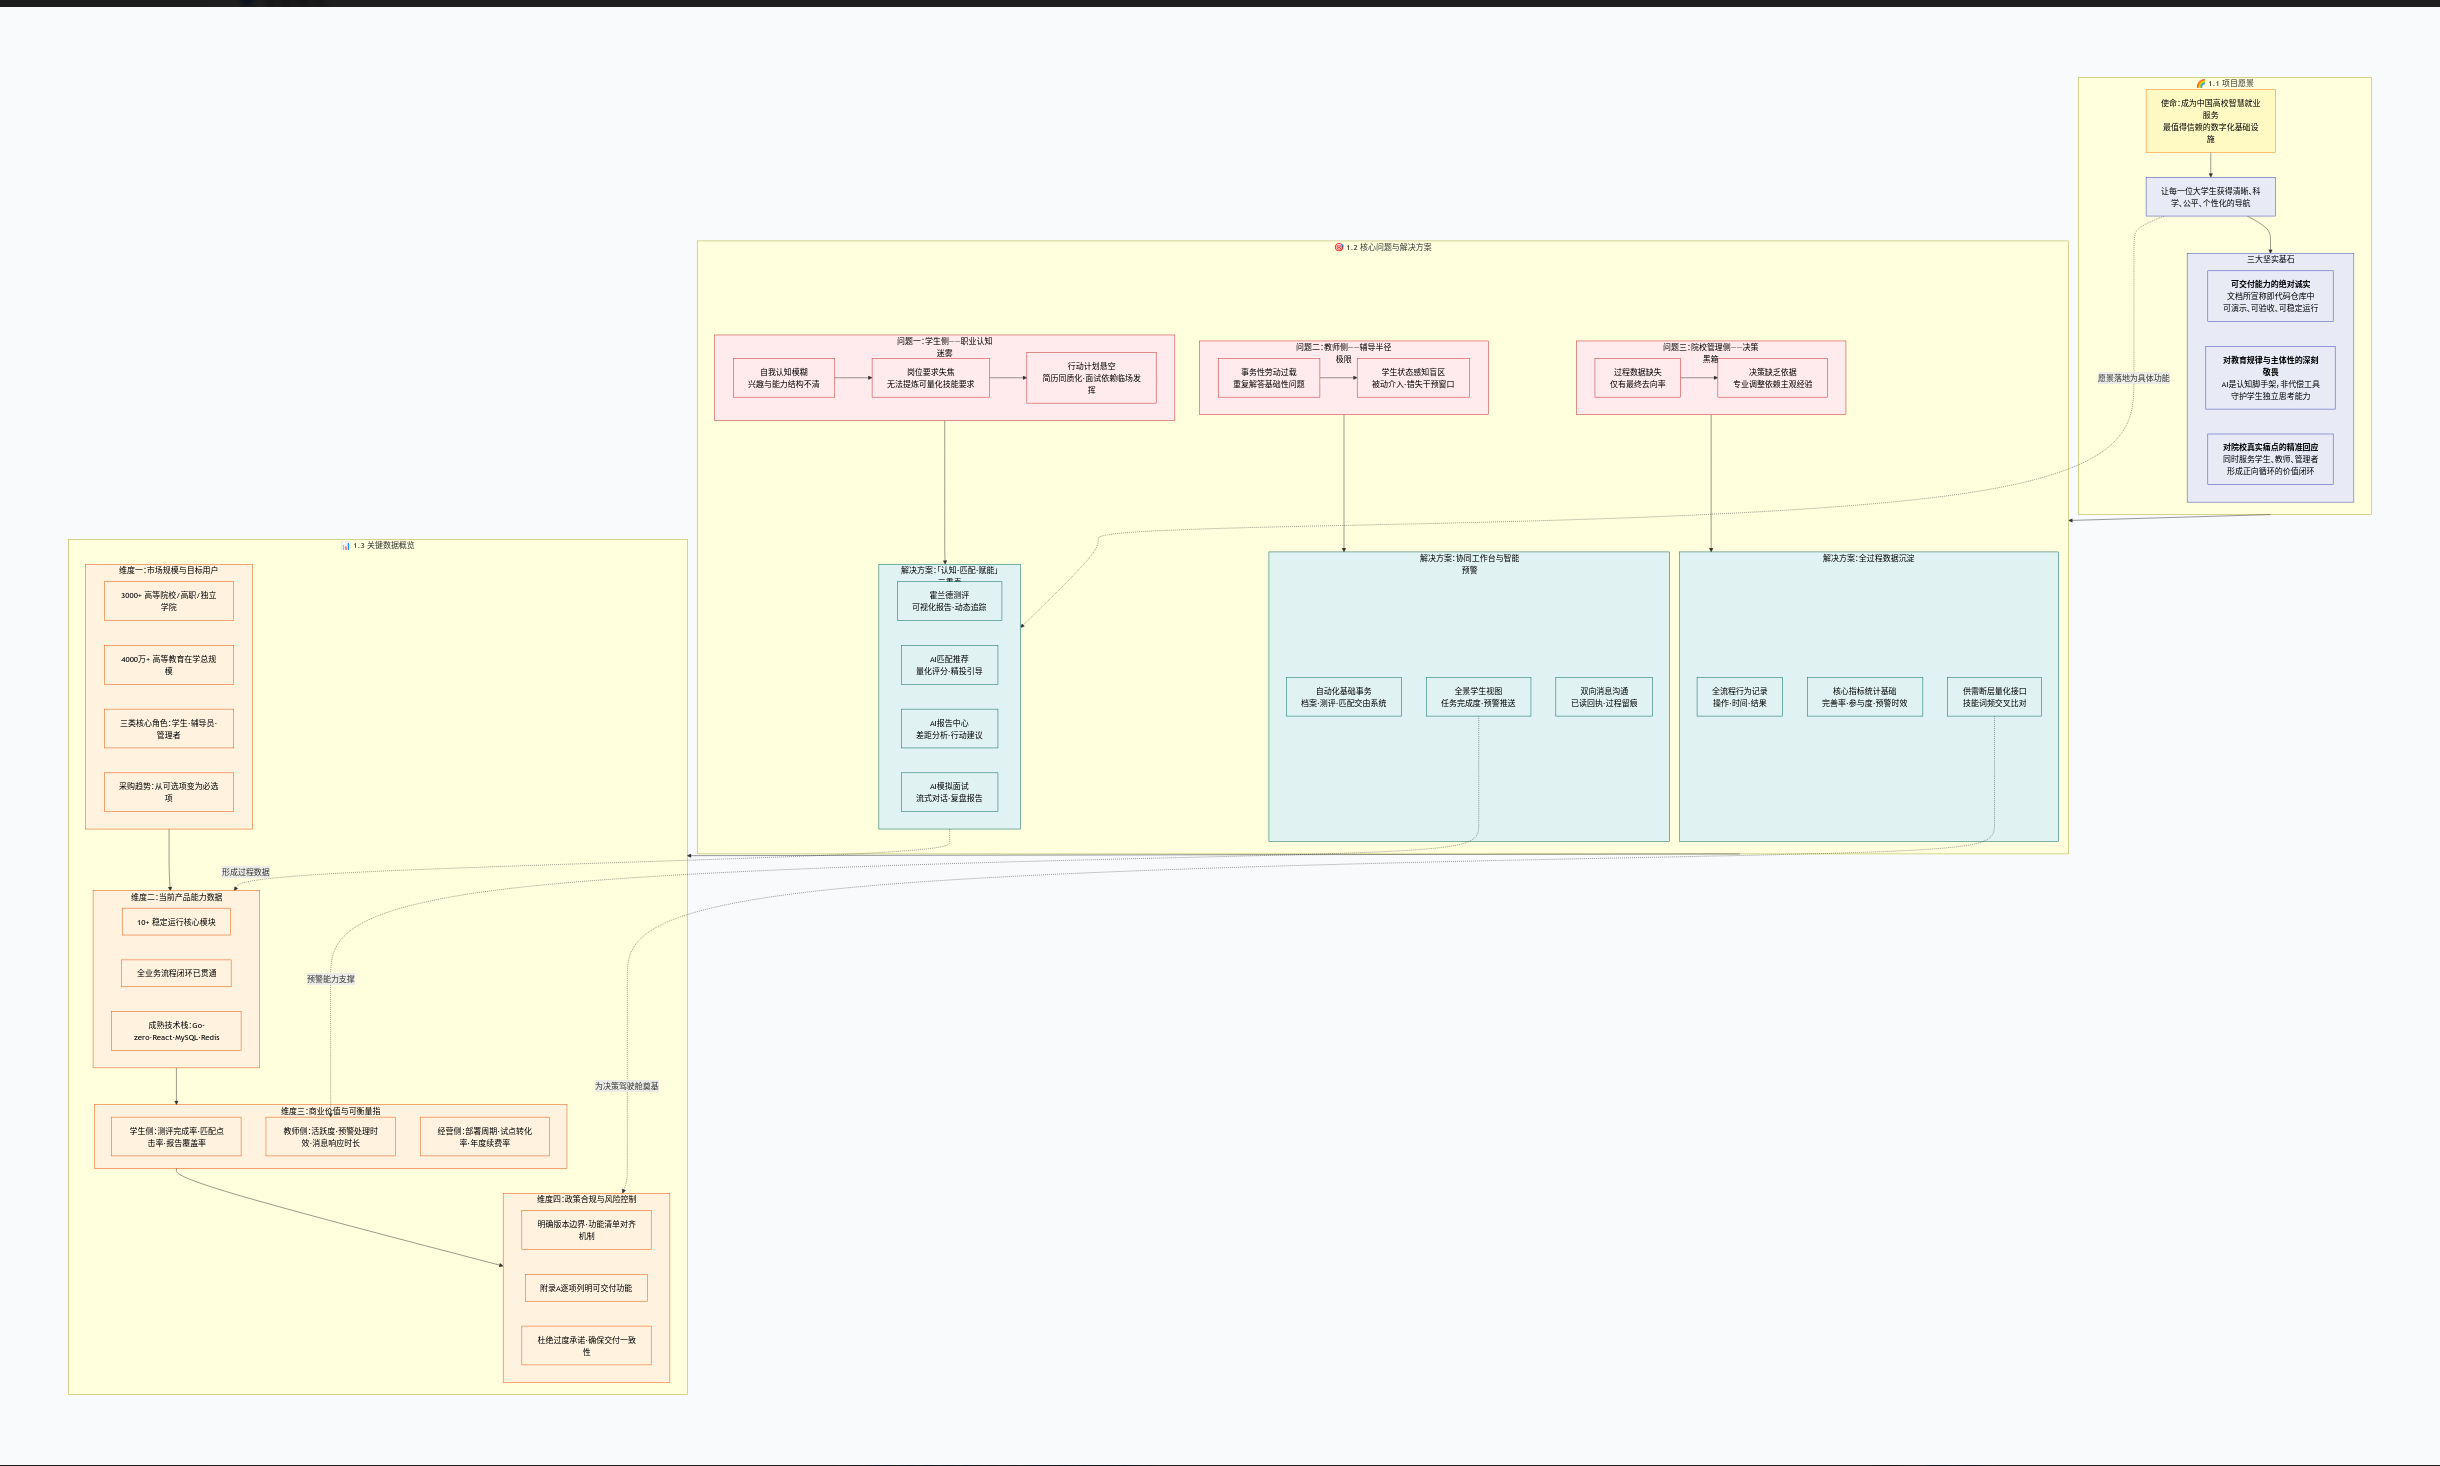 🌈 1.1 项目愿景
使命：成为中国高校智慧就业
服务
最值得信赖的数字化基础设
施
让每一位大学生获得清晰、科
学、公平、个性化的导航
愿景落地为具体功能
三大坚实基石
可交付能力的绝对诚实
文档所宣称即代码仓库中
可演示、可验收、可稳定运行
对教育规律与主体性的深刻
敬畏
AI是认知脚手架，非代偿工具
守护学生独立思考能力
对院校真实痛点的精准回应
同时服务学生、教师、管理者
形成正向循环的价值闭环
🎯 1.2 核心问题与解决方案
问题一：学生侧——职业认知
迷雾
自我认知模糊
兴趣与能力结构不清
岗位要求失焦
无法提炼可量化技能要求
行动计划悬空
简历同质化·面试依赖临场发
挥
问题二：教师侧——辅导半径
极限
事务性劳动过载
重复解答基础性问题
学生状态感知盲区
被动介入·错失干预窗口
问题三：院校管理侧——决策
黑箱
过程数据缺失
仅有最终去向率
决策缺乏依据
专业调整依赖主观经验
解决方案：「认知-匹配-赋能」
霍兰德测评
可视化报告·动态追踪
AI匹配推荐
量化评分·精投引导
AI报告中心
差距分析·行动建议
AI模拟面试
流式对话·复盘报告
解决方案：协同工作台与智能
预警
自动化基础事务
档案·测评·匹配交由系统
全景学生视图
任务完成度·预警推送
双向消息沟通
已读回执·过程留痕
解决方案：全过程数据沉淀
全流程行为记录
操作·时间·结果
核心指标统计基础
完善率·参与度·预警时效
供需断层量化接口
技能词频交叉比对
📊 1.3 关键数据概览
维度一：市场规模与目标用户
3000+ 高等院校/高职/独立
学院
4000万+ 高等教育在学总规
模
三类核心角色：学生·辅导员·
管理者
采购趋势：从可选项变为必选
项
形成过程数据
维度二：当前产品能力数据
10+ 稳定运行核心模块
全业务流程闭环已贯通
成熟技术栈：Go-
zero·React·MySQL·Redis
预警能力支撑
为决策驾驶舱奠基
维度三：商业价值与可衡量指
学生侧：测评完成率·匹配点
击率·报告覆盖率
教师侧：活跃度·预警处理时
效·消息响应时长
经营侧：部署周期·试点转化
率·年度续费率
维度四：政策合规与风险控制
明确版本边界·功能清单对齐
机制
附录A逐项列明可交付功能
杜绝过度承诺·确保交付一致
性